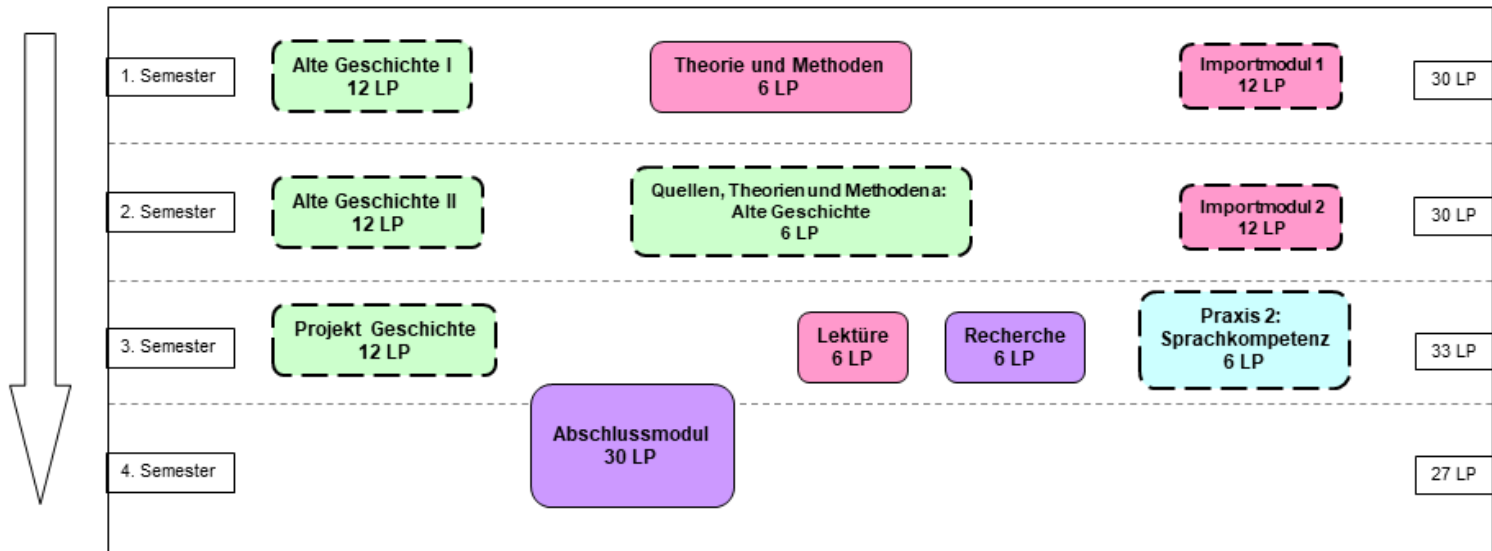 1. Semester
Alte Geschichte I
12 LP
Theorie und Methoden
6 LP
Importmodul 1
12 LP
30 LP
2. Semester
Alte Geschichte II
12 LP
Quellen, Theorien und Methoden a:
Alte Geschichte
6 LP
Importmodul 2
12 LP
30 LP
3. Semester
Projekt Geschichte
12 LP
Lektüre
6 LP
Recherche
6 LP
Praxis 2:
Sprachkompetenz
6 LP
33 LP
4. Semester
Abschlussmodul
30 LP
27 LP